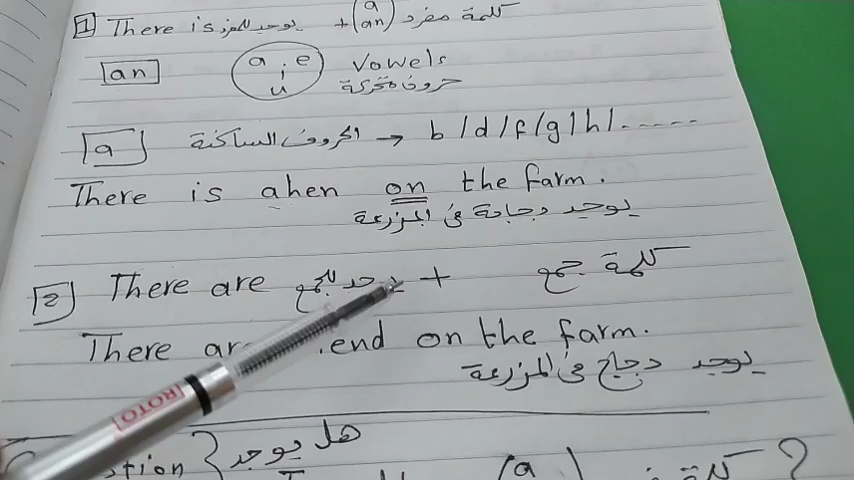 1 There is يوجد للمفرد + (a an) كلمة مفرد
an a e i u Vowels
حروف متحركة
a الحروف الساكنة → b/d/f/g/h/.....
There is a hen on the farm.
يوجد دجاجة فى المزرعة
2 There are يوجد للجمع + كلمة جمع
There end on the farm.
يوجد دجاج فى المزرعة
ROTO
هل يوجد
(a ) ?